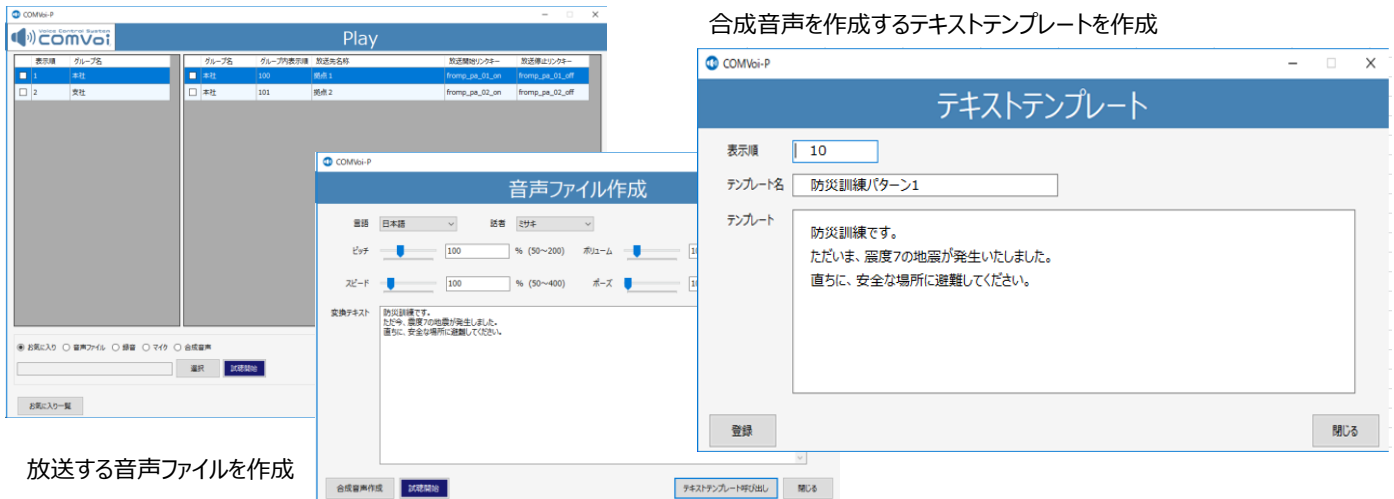 COMVoi-P
Voice Control System
comvoi
Play
表示順 グループ名
1 本社
2 支社
グループ名 グループ内表示順 放送先名称 放送開始リンクキー 放送停止リンクキー
本社 100 拠点1 fromp_pa_01_on fromp_pa_01_off
本社 101 拠点2 fromp_pa_02_on fromp_pa_02_off
お気に入り 音声ファイル 録音 マイク 合成音声
選択 試聴開始
お気に入り一覧
放送する音声ファイルを作成
COMVoi-P
音声ファイル作成
言語 日本語 話者 ミサキ
ピッチ 100 % (50～200) ボリューム
スピード 100 % (50～400) ポーズ
変換テキスト
防災訓練です。
ただ今、震度7の地震が発生しました。
直ちに、安全な場所に避難してください。
合成音声作成 試聴開始 テキストテンプレート呼び出し 閉じる
合成音声を作成するテキストテンプレートを作成
COMVoi-P
テキストテンプレート
表示順 10
テンプレート名 防災訓練パターン1
テンプレート
防災訓練です。
ただいま、震度7の地震が発生いたしました。
直ちに、安全な場所に避難してください。
登録 閉じる